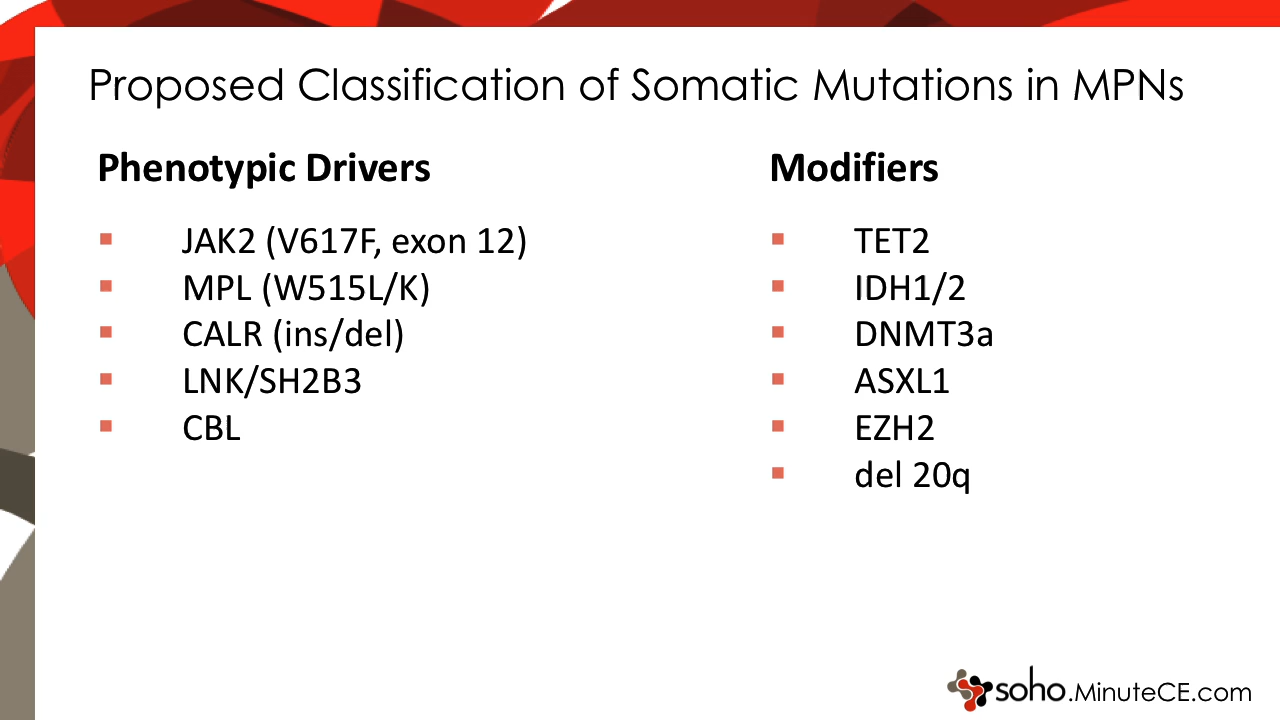 Proposed Classification of Somatic Mutations in MPNs
Phenotypic Drivers
▪ JAK2 (V617F, exon 12)
▪ MPL (W515L/K)
▪ CALR (ins/del)
▪ LNK/SH2B3
▪ CBL
Modifiers
▪ TET2
▪ IDH1/2
▪ DNMT3a
▪ ASXL1
▪ EZH2
▪ del 20q
soho.MinuteCE.com